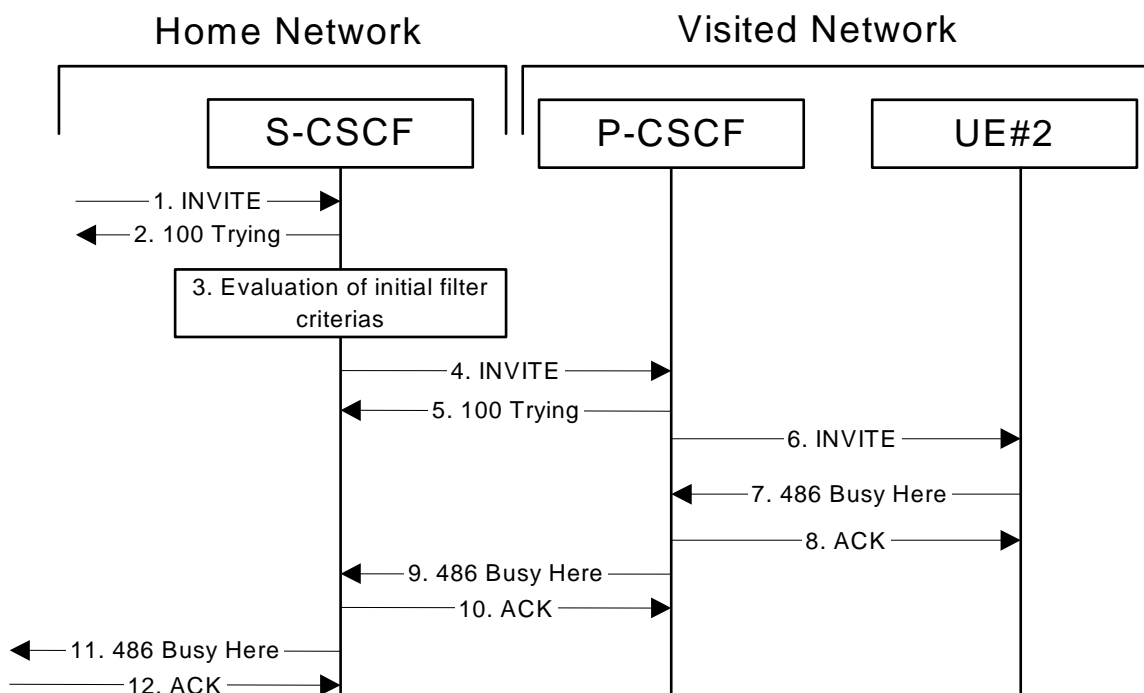 Home Network
Visited Network
S-CSCF
P-CSCF
UE#2
1. INVITE
2. 100 Trying
3. Evaluation of initial filter
criterias
4. INVITE
5. 100 Trying
6. INVITE
7. 486 Busy Here
8. ACK
9. 486 Busy Here
10. ACK
11. 486 Busy Here
12. ACK